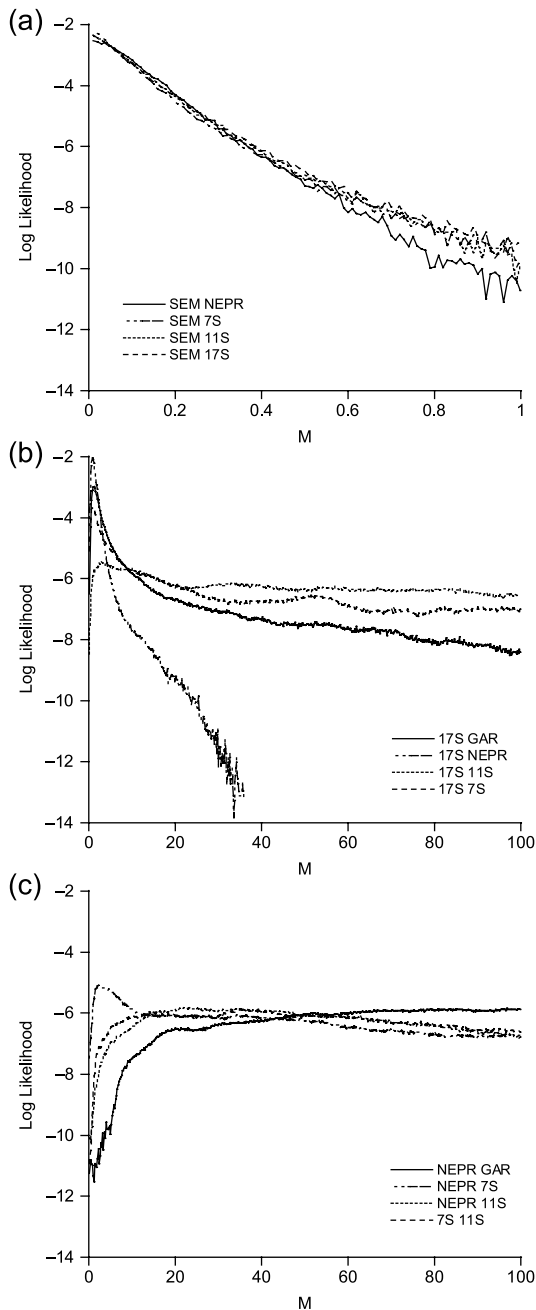 (a)
−2
−4
−6
−8
−10
−12
−14
Log Likelihood
SEM NEPR
SEM 7S
SEM 11S
SEM 17S
0
0.2
0.4
0.6
0.8
1
M
(b)
−2
−4
−6
−8
−10
−12
−14
Log Likelihood
17S GAR
17S NEPR
17S 11S
17S 7S
0
20
40
60
80
100
M
(c)
−2
−4
−6
−8
−10
−12
−14
Log Likelihood
NEPR GAR
NEPR 7S
NEPR 11S
7S 11S
0
20
40
60
80
100
M